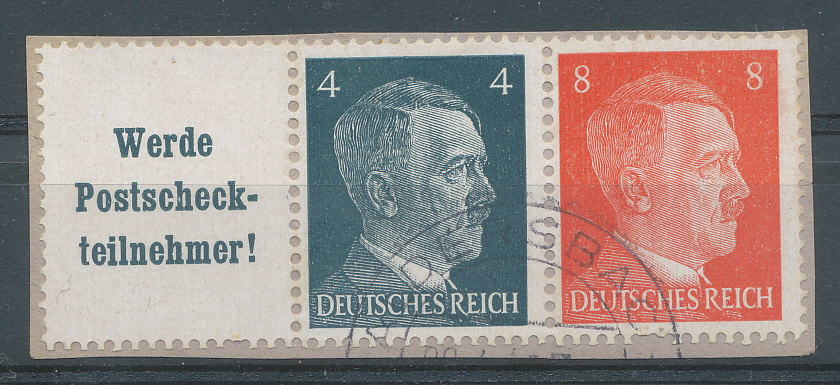 Werde
Postscheck-
teilnehmer!
4 4
DEUTSCHES REICH
8 8
DEUTSCHES REICH